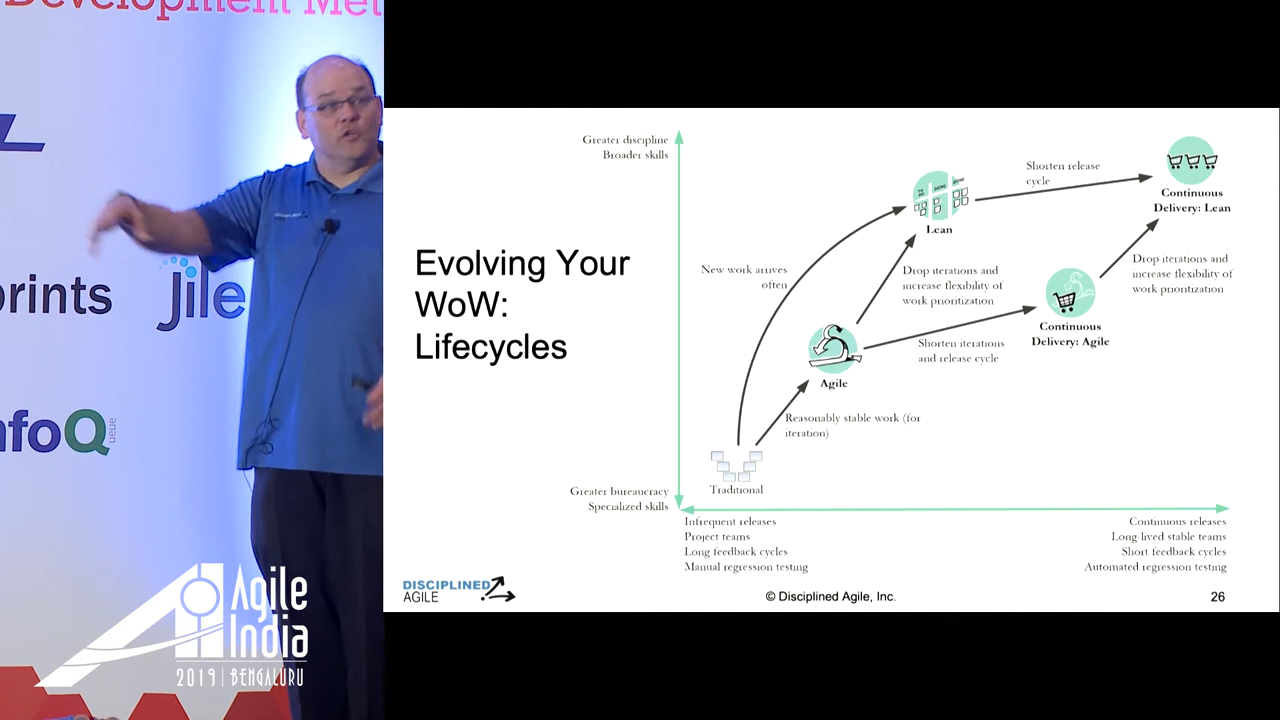 Development Met
prints
Jile
nfoQ
queue
Agile
India
2019 | BENGALURU
Evolving Your
WoW:
Lifecycles
Greater discipline
Broader skills
Greater bureaucracy
Specialized skills
New work arrives
often
Lean
Shorten release
cycle
Continuous
Delivery: Lean
Drop iterations and
increase flexibility of
work prioritization
Drop iterations and
increase flexibility of
work prioritization
Continuous
Delivery: Agile
Shorten iterations
and release cycle
Agile
Reasonably stable work (for
iteration)
Traditional
Infrequent releases
Project teams
Long feedback cycles
Manual regression testing
Continuous releases
Long-lived stable teams
Short feedback cycles
Automated regression testing
DISCIPLINED
AGILE
© Disciplined Agile, Inc.
26